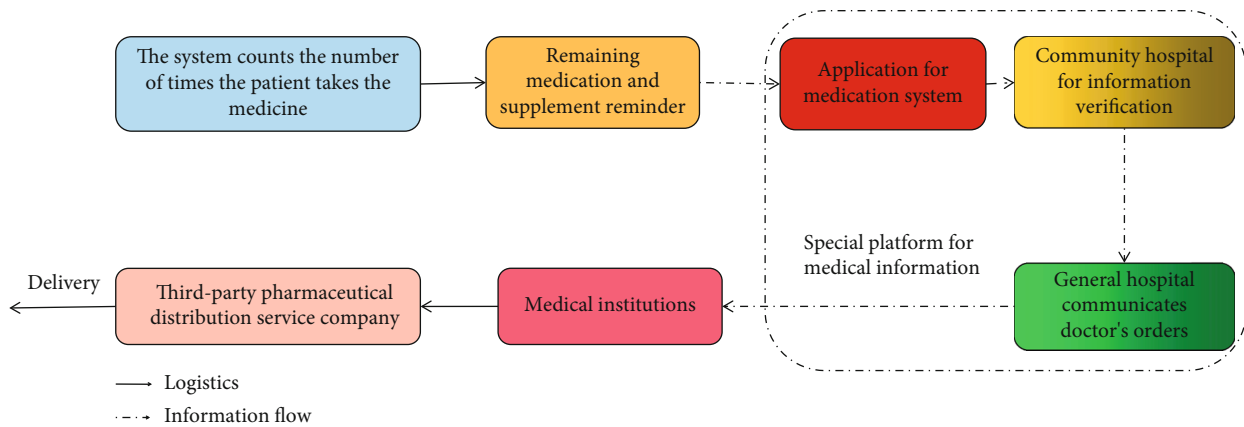 The system counts the number
of times the patient takes the
medicine
Remaining
medication and
supplement reminder
Application for
medication system
Community hospital
for information
verification
Special platform for
medical information
Delivery
Third-party pharmaceutical
distribution service company
Medical institutions
General hospital
communicates
doctor's orders
Logistics
Information flow